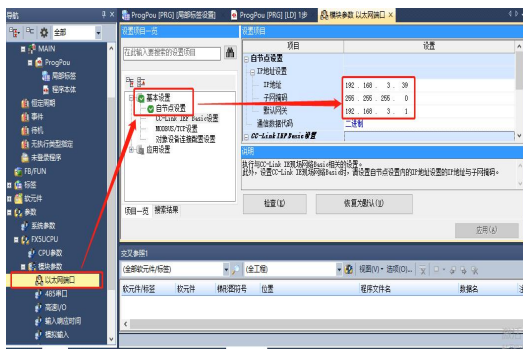 导航
全部
MAIN
ProgPou
局部标签
程序本体
恒定周期
事件
待机
无执行类型指定
未登录程序
FB/FUN
标签
软元件
参数
系统参数
FX5UCPU
CPU参数
模块参数
以太网端口
485串口
高速I/O
输入响应时间
模拟输入
ProgPou [PRG] [局部标签设置]
ProgPou [PRG] [LD] 1步
模块参数 以太网端口
设置项目一览
在此输入要搜索的设置项目
基本设置
自节点设置
CC-Link IEF Basic设置
MODBUS/TCP设置
对象设备连接配置设置
应用设置
项目一览
搜索结果
设置项目
项目
设置
自节点设置
IP地址设置
IP地址
192 . 168 . 3 . 39
子网掩码
255 . 255 . 255 . 0
默认网关
192 . 168 . 3 . 1
通信数据代码
二进制
CC-Link IEF Basic设置
说明
执行与CC-Link IE现场网络Basic相关的设置。
此外，设置CC-Link IE现场网络Basic时，请设置自节点设置内的IP地址设置的IP地址与子网掩码。
检查(K)
恢复为默认(U)
应用(A)
交叉参照1
(全部软元件/标签)
(全工程)
视图(V)
选项(O)...
软元件/标签
软元件
梯形图符号
位置
程序文件名
数据名